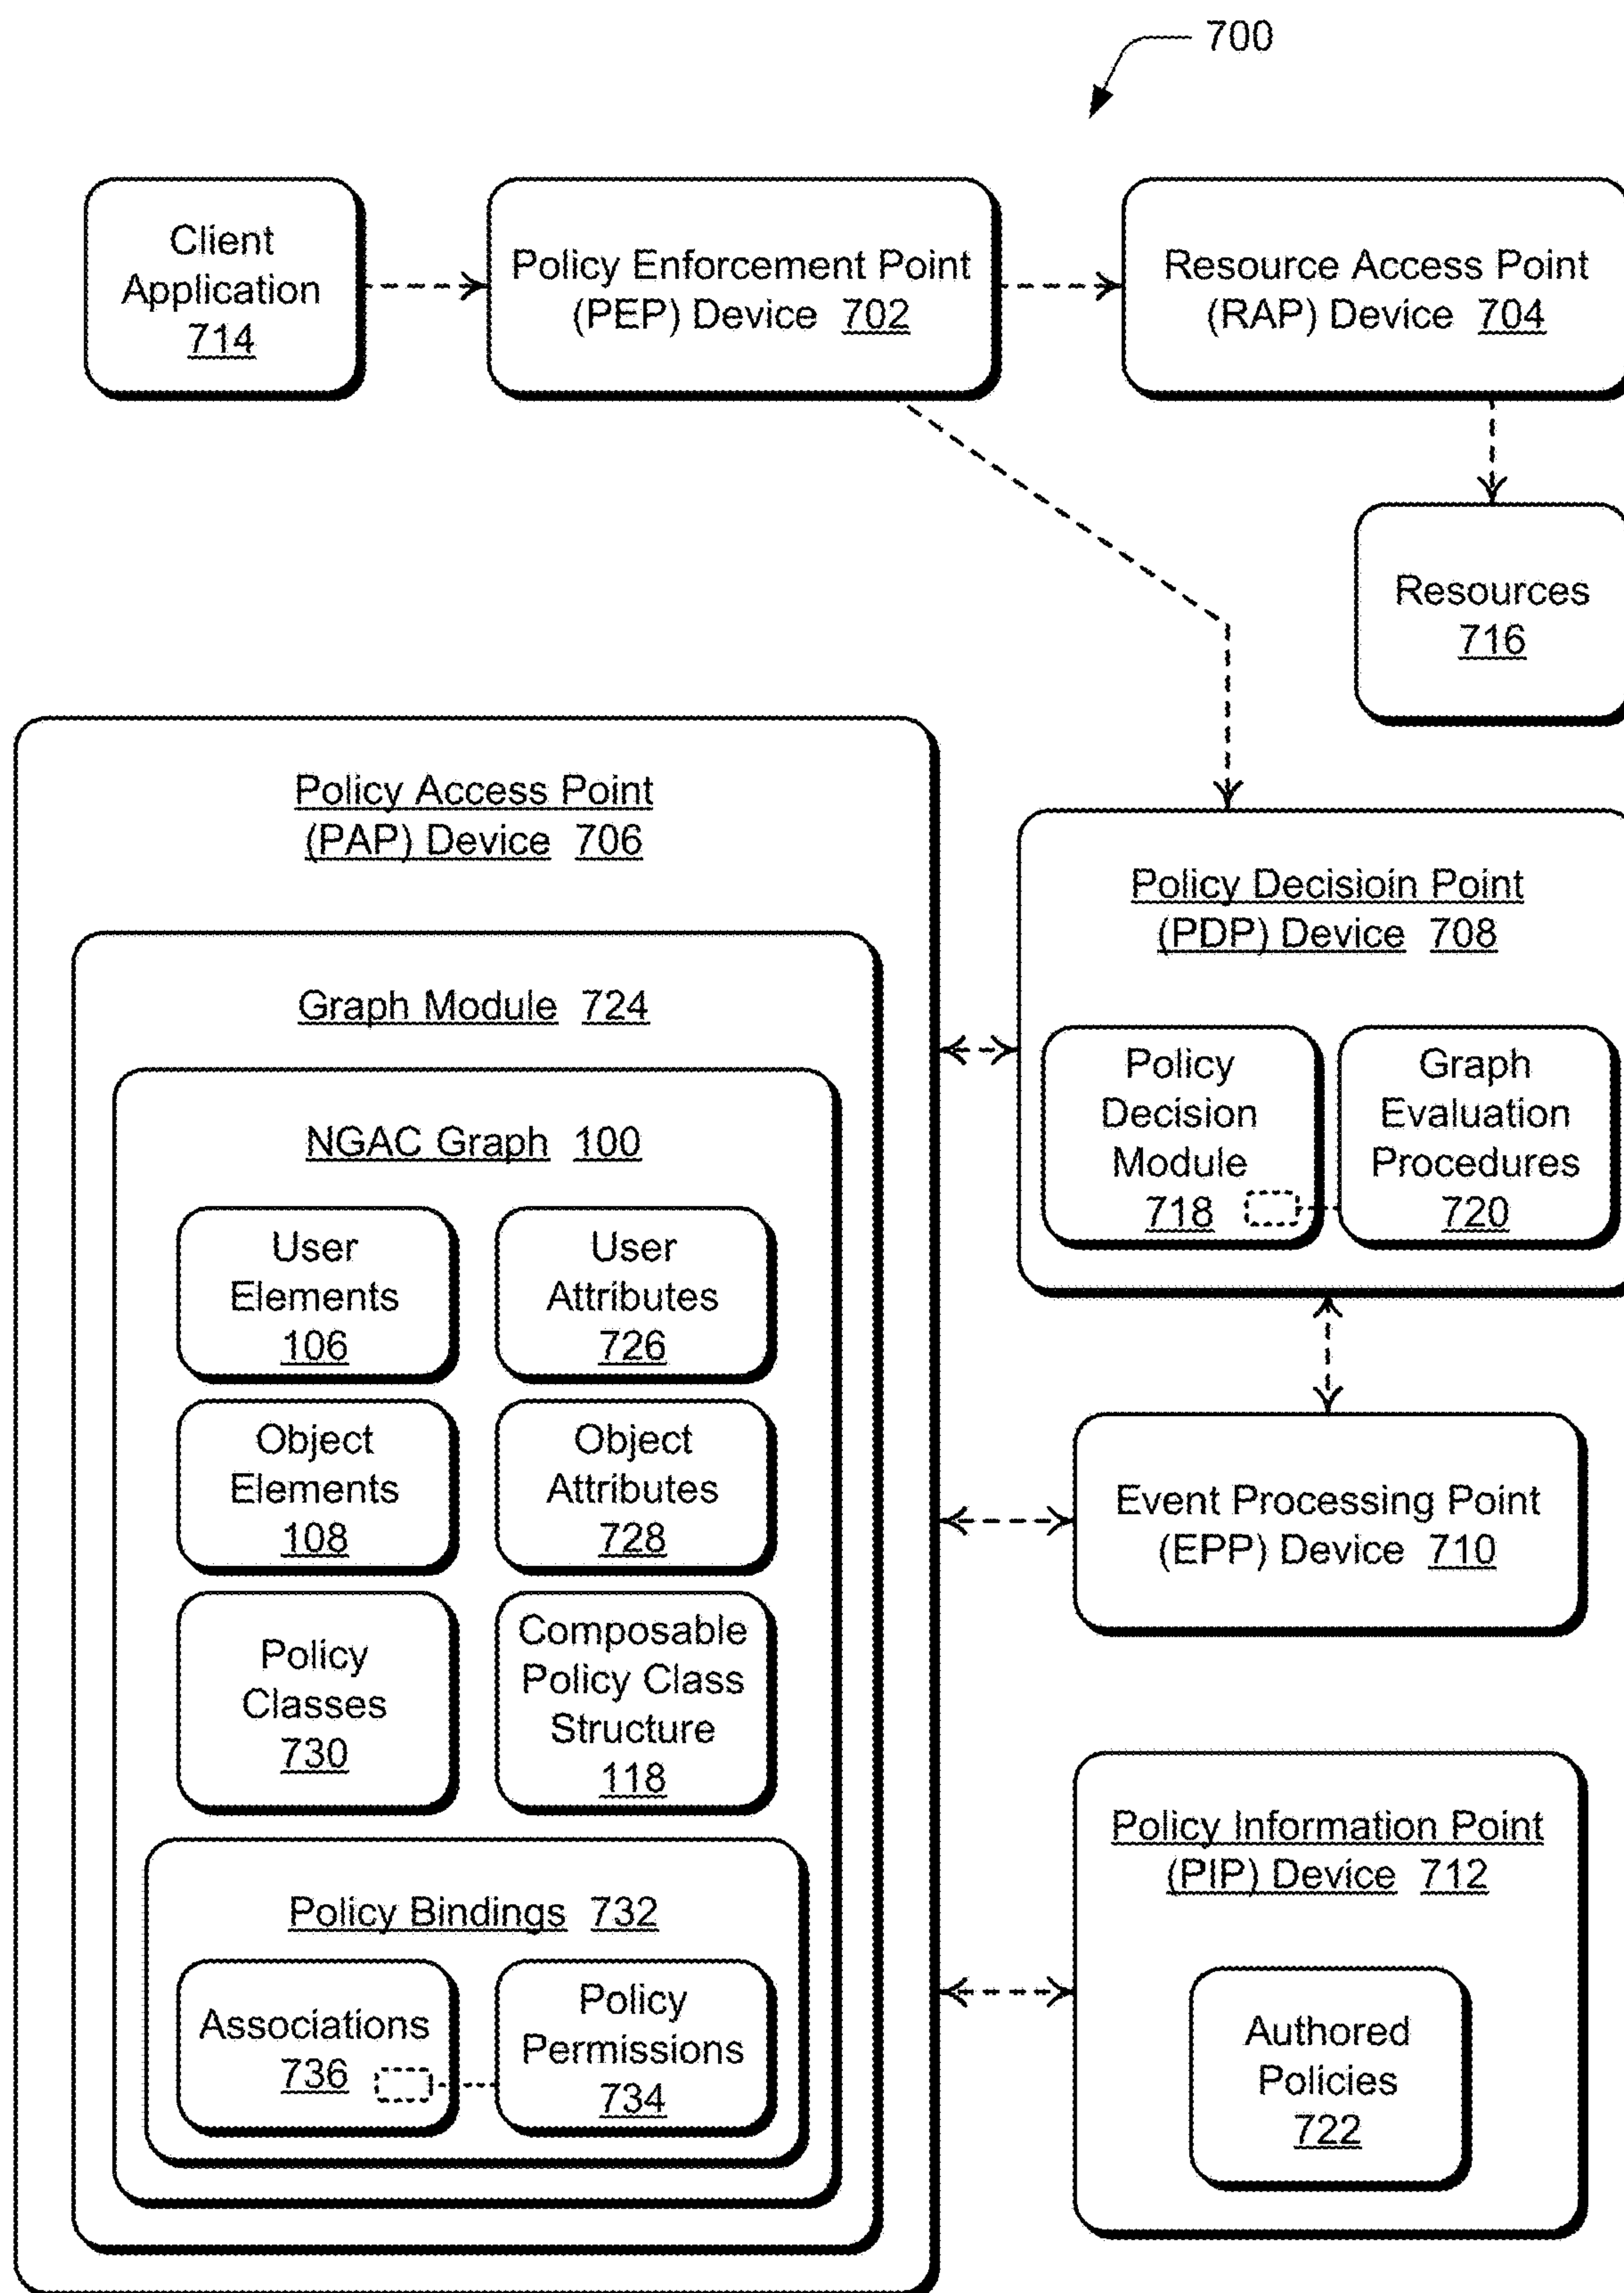 700
Client
Application
714
Policy Enforcement Point
(PEP) Device 702
Resource Access Point
(RAP) Device 704
Resources
716
Policy Access Point
(PAP) Device 706
Graph Module 724
NGAC Graph 100
User
Elements
106
User
Attributes
726
Object
Elements
108
Object
Attributes
728
Policy
Classes
730
Composable
Policy Class
Structure
118
Policy Bindings 732
Associations
736
Policy
Permissions
734
Policy Decisioin Point
(PDP) Device 708
Policy
Decision
Module
718
Graph
Evaluation
Procedures
720
Event Processing Point
(EPP) Device 710
Policy Information Point
(PIP) Device 712
Authored
Policies
722